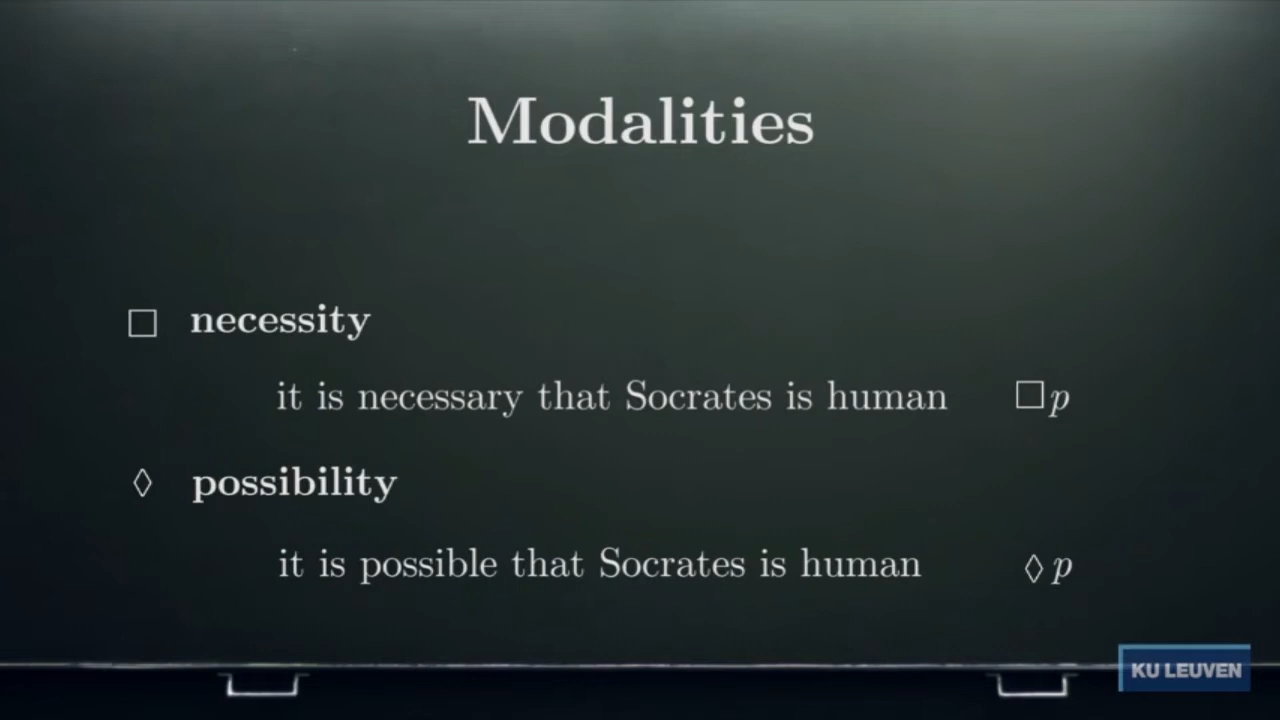 Modalities
□ necessity
it is necessary that Socrates is human □p
◊ possibility
it is possible that Socrates is human ◊p
KU LEUVEN